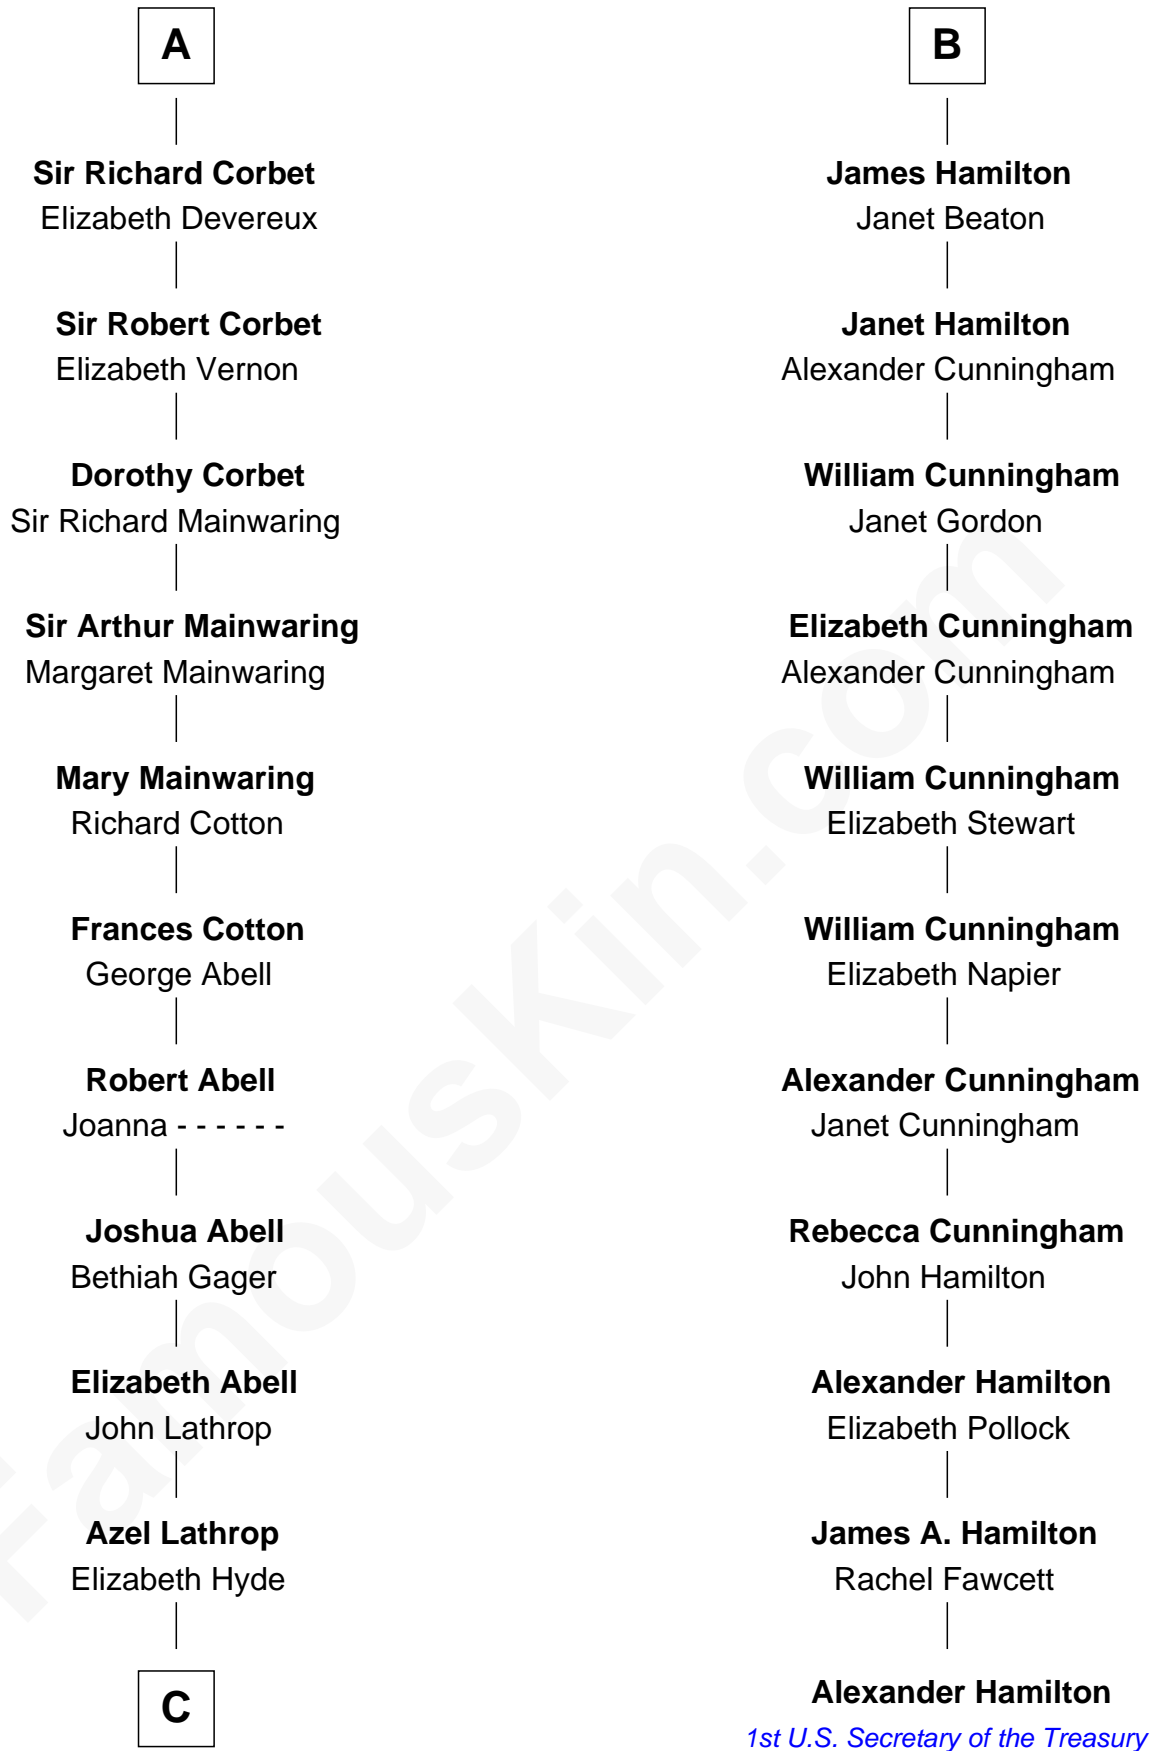 A
Sir Richard Corbet
Elizabeth Devereux
Sir Robert Corbet
Elizabeth Vernon
Dorothy Corbet
Sir Richard Mainwaring
Sir Arthur Mainwaring
Margaret Mainwaring
Mary Mainwaring
Richard Cotton
Frances Cotton
George Abell
Robert Abell
Joanna - - - - - -
Joshua Abell
Bethiah Gager
Elizabeth Abell
John Lathrop
Azel Lathrop
Elizabeth Hyde
C
B
James Hamilton
Janet Beaton
Janet Hamilton
Alexander Cunningham
William Cunningham
Janet Gordon
Elizabeth Cunningham
Alexander Cunningham
William Cunningham
Elizabeth Stewart
William Cunningham
Elizabeth Napier
Alexander Cunningham
Janet Cunningham
Rebecca Cunningham
John Hamilton
Alexander Hamilton
Elizabeth Pollock
James A. Hamilton
Rachel Fawcett
Alexander Hamilton
1st U.S. Secretary of the Treasury
FamousKin.com